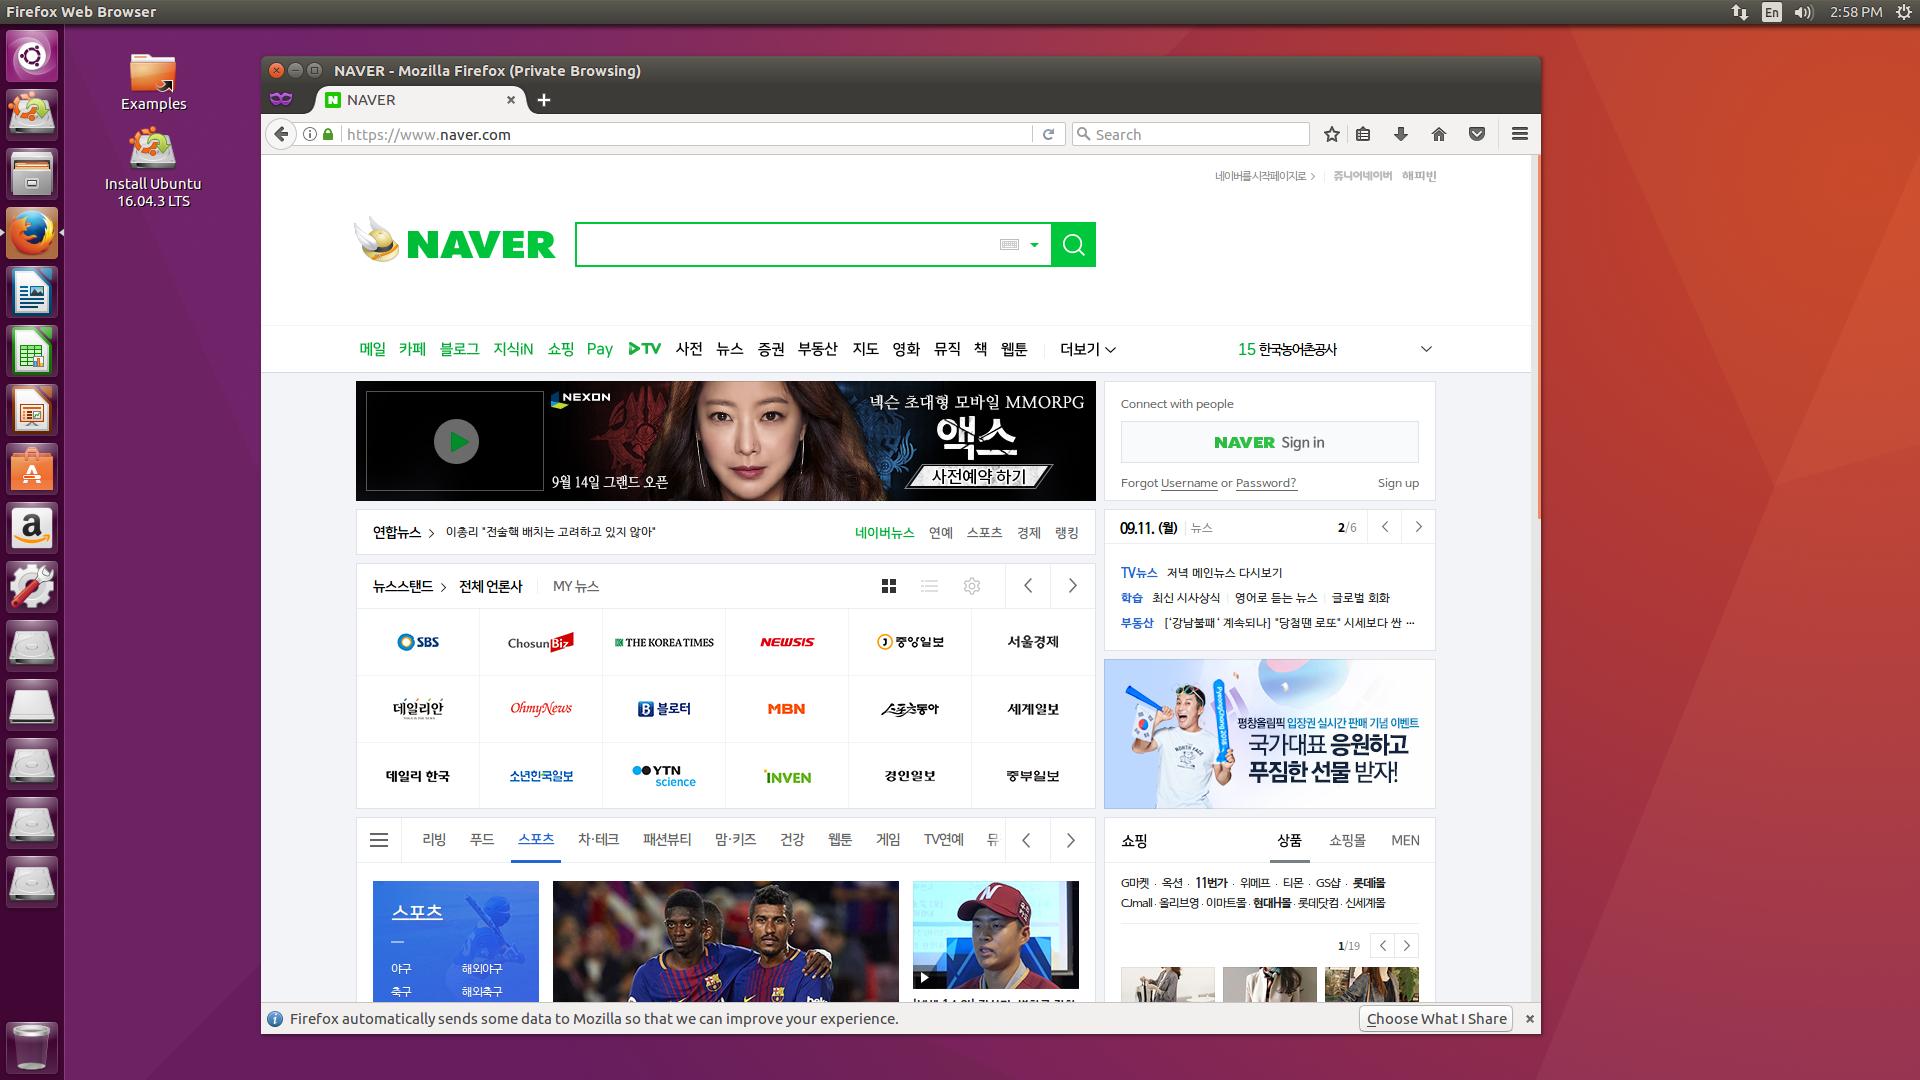 Firefox Web Browser
En
2:58 PM
Examples
Install Ubuntu
16.04.3 LTS
NAVER - Mozilla Firefox (Private Browsing)
NAVER
https://www.naver.com
Search
네이버를 시작페이지로 쥬니어네이버 해피빈
NAVER
메일 카페 블로그 지식iN 쇼핑 Pay TV 사전 뉴스 증권 부동산 지도 영화 뮤직 책 웹툰 더보기
15 한국농어촌공사
NEXON
넥슨 초대형 모바일 MMORPG
액스
9월 14일 그랜드 오픈
사전예약 하기
Connect with people
NAVER Sign in
Forgot Username or Password? Sign up
연합뉴스 이총리 "전술핵 배치는 고려하고 있지 않아"
네이버뉴스 연예 스포츠 경제 랭킹
09.11. (월) 뉴스 2/6
TV뉴스 저녁 메인뉴스 다시보기
학습 최신 시사상식 영어로 듣는 뉴스 글로벌 회화
부동산 ['강남불패' 계속되나] "당첨땐 로또" 시세보다 싼 ···
뉴스스탠드 전체 언론사 MY 뉴스
SBS ChosunBiz THE KOREA TIMES NEWSIS 중앙일보 서울경제
데일리안 OhmyNews 블로터 MBN 스포츠동아 세계일보
데일리 한국 소년한국일보 YTN science INVEN 경인일보 중부일보
평창올림픽 입장권 실시간 판매 기념 이벤트
국가대표 응원하고
푸짐한 선물 받자!
PyeongChang 2018
NORTH FACE
리빙 푸드 스포츠 차·테크 패션뷰티 맘·키즈 건강 웹툰 게임 TV연예 뮤
스포츠
야구 해외야구
축구 해외축구
쇼핑 상품 쇼핑몰 MEN
G마켓 · 옥션 · 11번가 · 위메프 · 티몬 · GS샵 · 롯데몰
CJmall · 올리브영 · 이마트몰 · 현대H몰 · 롯데닷컴 · 신세계몰
1/19
Firefox automatically sends some data to Mozilla so that we can improve your experience.
Choose What I Share